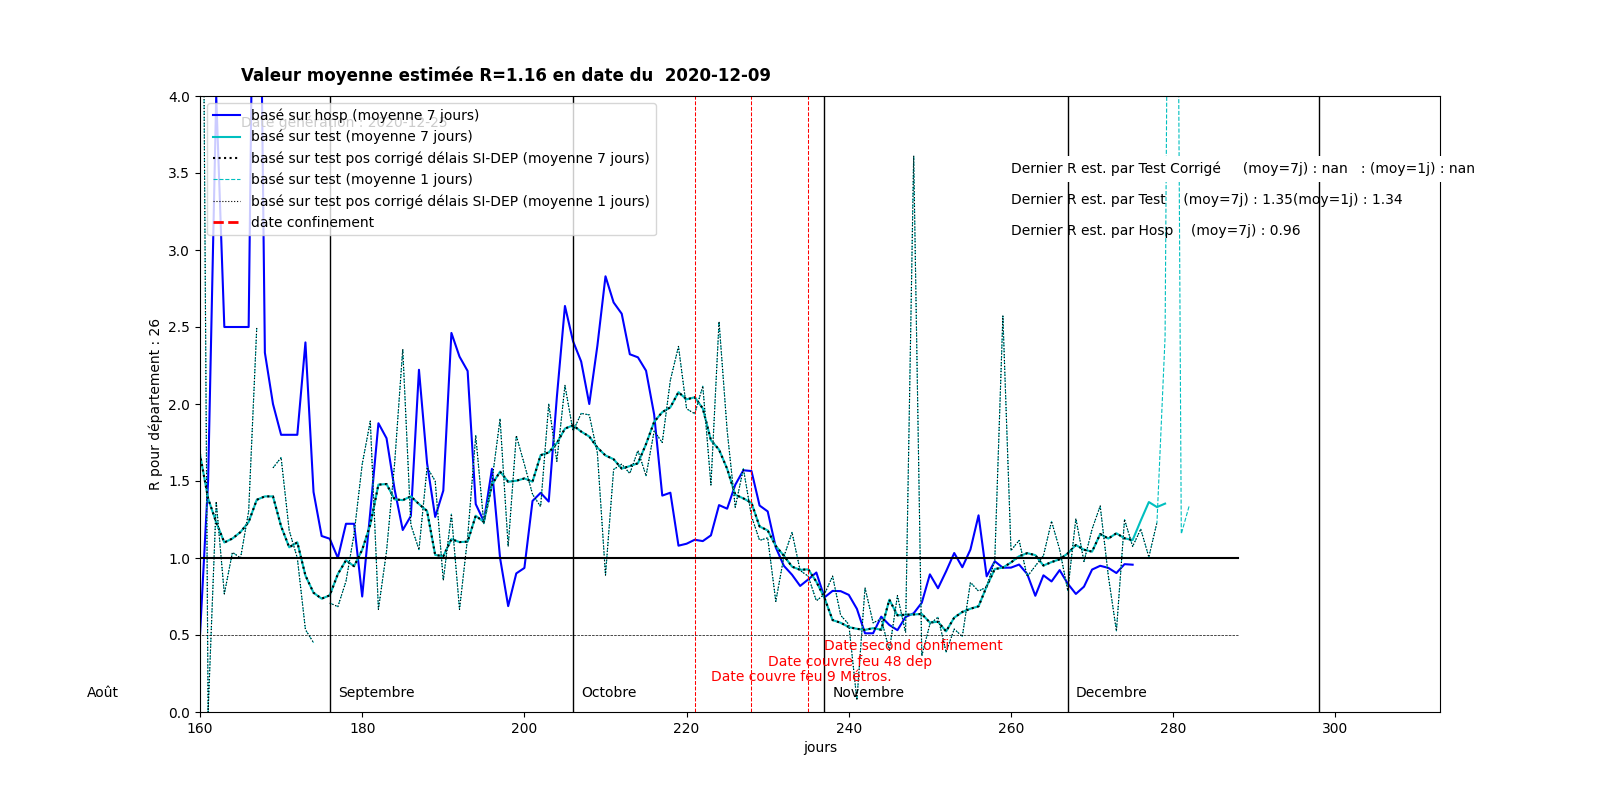 Valeur moyenne estimée R=1.16 en date du  2020-12-09
Date génération : 2020-12-23
basé sur hosp (moyenne 7 jours)
basé sur test (moyenne 7 jours)
basé sur test pos corrigé délais SI-DEP (moyenne 7 jours)
basé sur test (moyenne 1 jours)
basé sur test pos corrigé délais SI-DEP (moyenne 1 jours)
date confinement
Dernier R est. par Test Corrigé     (moy=7j) : nan   : (moy=1j) : nan
Dernier R est. par Test    (moy=7j) : 1.35(moy=1j) : 1.34
Dernier R est. par Hosp    (moy=7j) : 0.96
R pour département : 26
4.0
3.5
3.0
2.5
2.0
1.5
1.0
0.5
0.0
Date second confinement
Date couvre feu 48 dep
Date couvre feu 9 Métros.
Août
Septembre
Octobre
Novembre
Decembre
160
180
200
220
240
260
280
300
jours